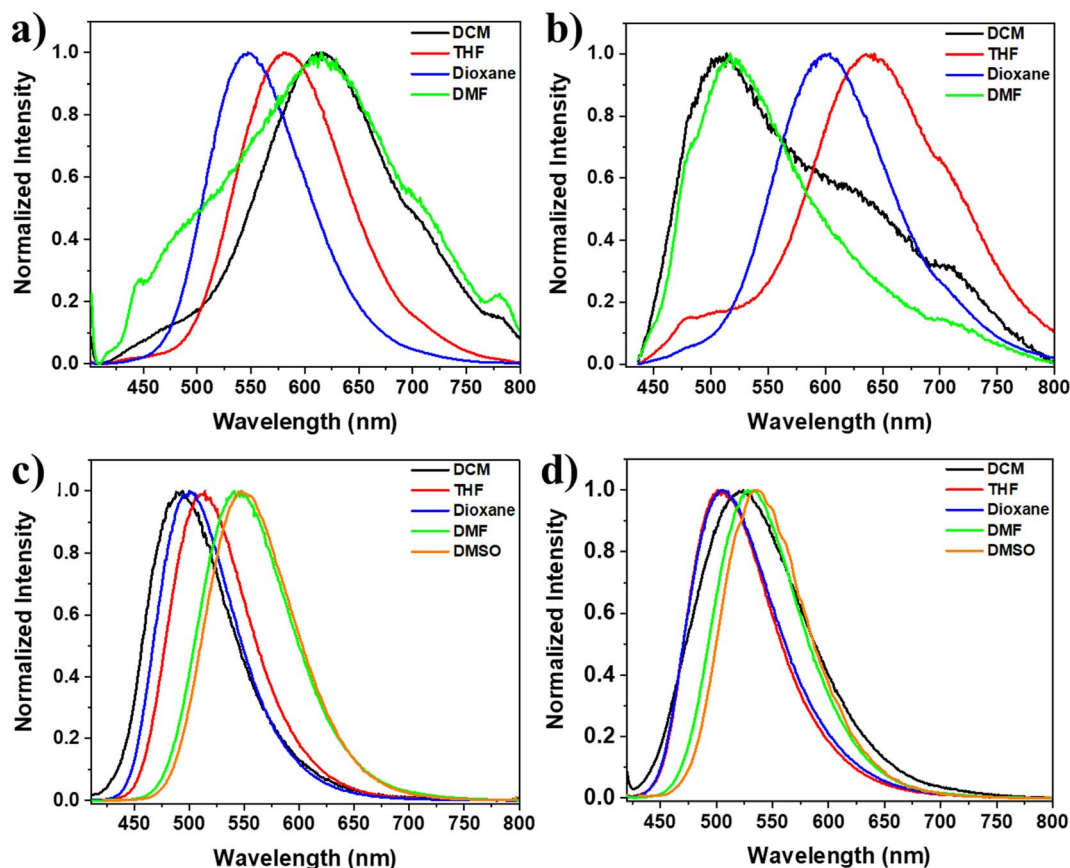 a)
DCM
THF
Dioxane
DMF
Normalized Intensity
1.0
0.8
0.6
0.4
0.2
0.0
450 500 550 600 650 700 750 800
Wavelength (nm)
b)
DCM
THF
Dioxane
DMF
Normalized Intensity
1.0
0.8
0.6
0.4
0.2
0.0
450 500 550 600 650 700 750 800
Wavelength (nm)
c)
DCM
THF
Dioxane
DMF
DMSO
Normalized Intensity
1.0
0.8
0.6
0.4
0.2
0.0
450 500 550 600 650 700 750 800
Wavelength (nm)
d)
DCM
THF
Dioxane
DMF
DMSO
Normalized Intensity
1.0
0.8
0.6
0.4
0.2
0.0
450 500 550 600 650 700 750 800
Wavelength (nm)